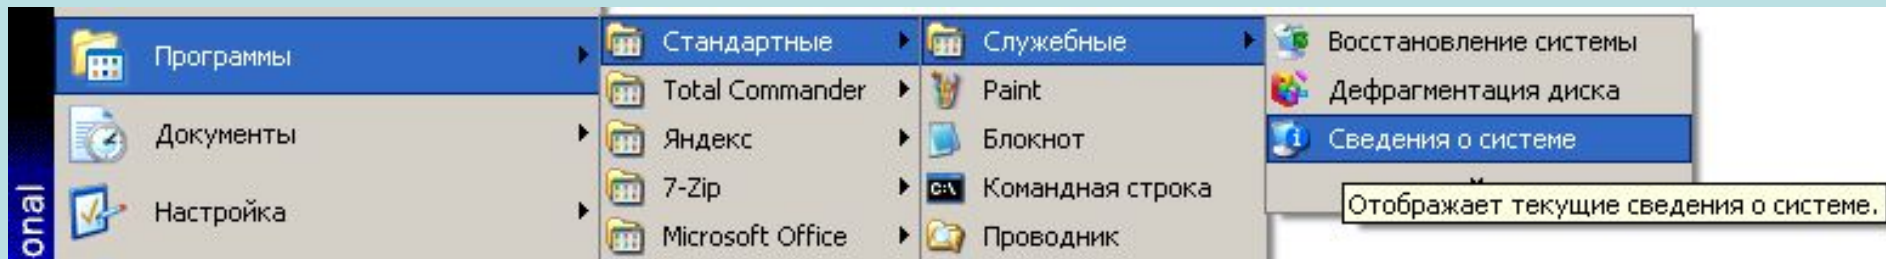 Программы
Документы
Настройка
onal
Стандартные
Total Commander
Яндекс
7-Zip
Microsoft Office
Служебные
Paint
Блокнот
Командная строка
Проводник
Восстановление системы
Дефрагментация диска
Сведения о системе
Отображает текущие сведения о системе.